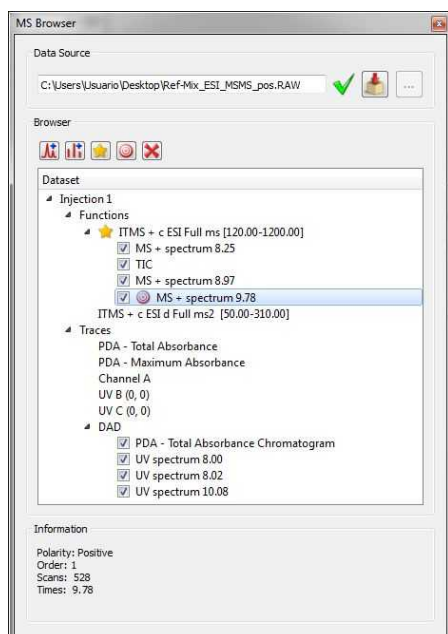 MS Browser
Data Source
C:\Users\Usuario\Desktop\Ref-Mix_ESI_MSMS_pos.RAW
...
Browser
Dataset
Injection 1
Functions
ITMS + c ESI Full ms [120.00-1200.00]
MS + spectrum 8.25
TIC
MS + spectrum 8.97
MS + spectrum 9.78
ITMS + c ESI d Full ms2 [50.00-310.00]
Traces
PDA - Total Absorbance
PDA - Maximum Absorbance
Channel A
UV B (0, 0)
UV C (0, 0)
DAD
PDA - Total Absorbance Chromatogram
UV spectrum 8.00
UV spectrum 8.02
UV spectrum 10.08
Information
Polarity: Positive
Order: 1
Scans: 528
Times: 9.78